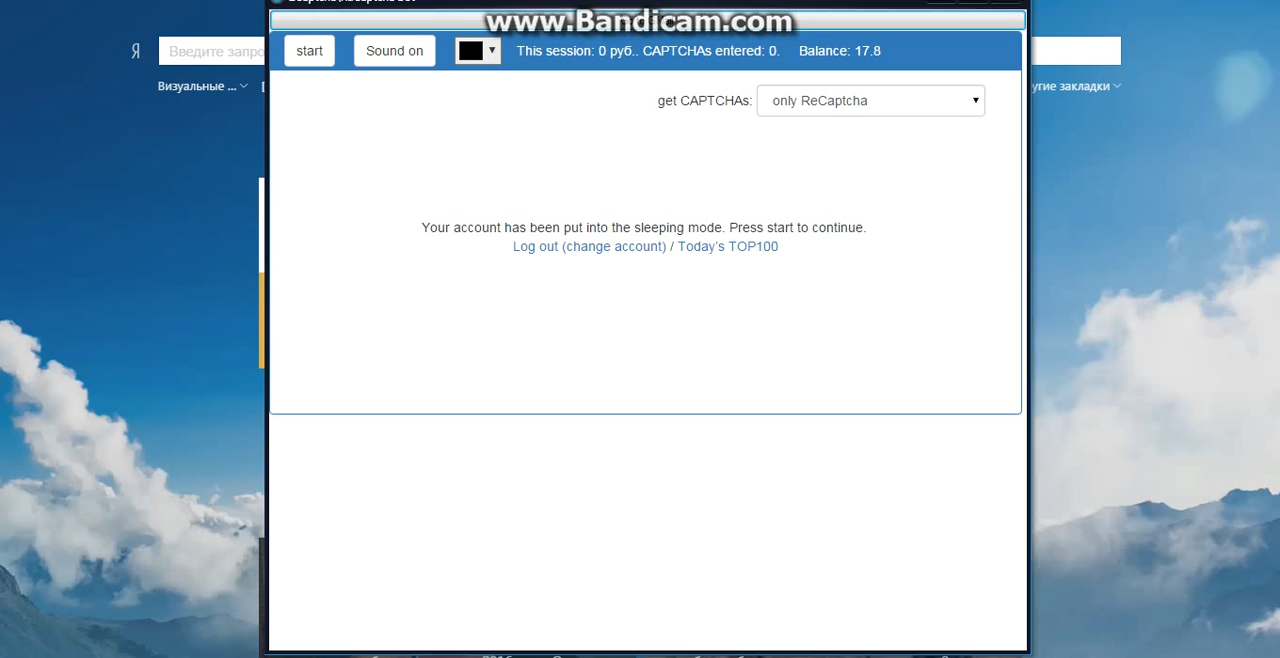 www.Bandicam.com
start
Sound on
This session: 0 руб.. CAPTCHAs entered: 0.
Balance: 17.8
Я
Введите запро
Визуальные ...
угие закладки
get CAPTCHAs:
only ReCaptcha
Your account has been put into the sleeping mode. Press start to continue.
Log out (change account) / Today's TOP100